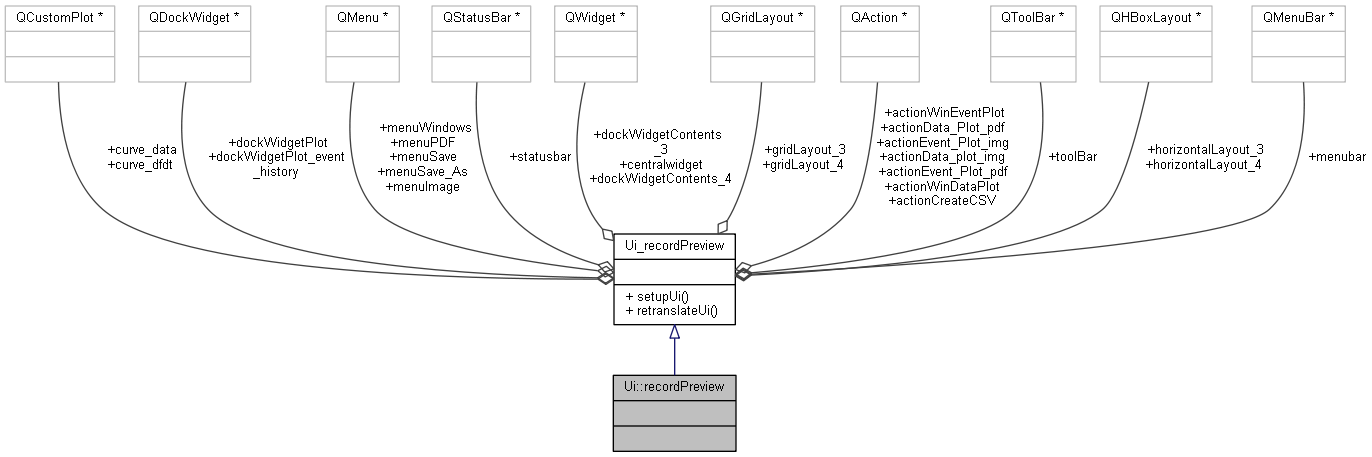 QCustomPlot *
QDockWidget *
QMenu *
QStatusBar *
QWidget *
QGridLayout *
QAction *
QToolBar *
QHBoxLayout *
QMenuBar *
+curve_data
+curve_dfdt
+dockWidgetPlot
+dockWidgetPlot_event
_history
+menuWindows
+menuPDF
+menuSave
+menuSave_As
+menuImage
+statusbar
+dockWidgetContents
_3
+centralwidget
+dockWidgetContents_4
+gridLayout_3
+gridLayout_4
+actionWinEventPlot
+actionData_Plot_pdf
+actionEvent_Plot_img
+actionData_plot_img
+actionEvent_Plot_pdf
+actionWinDataPlot
+actionCreateCSV
+toolBar
+horizontalLayout_3
+horizontalLayout_4
+menubar
Ui_recordPreview
+ setupUi()
+ retranslateUi()
Ui::recordPreview